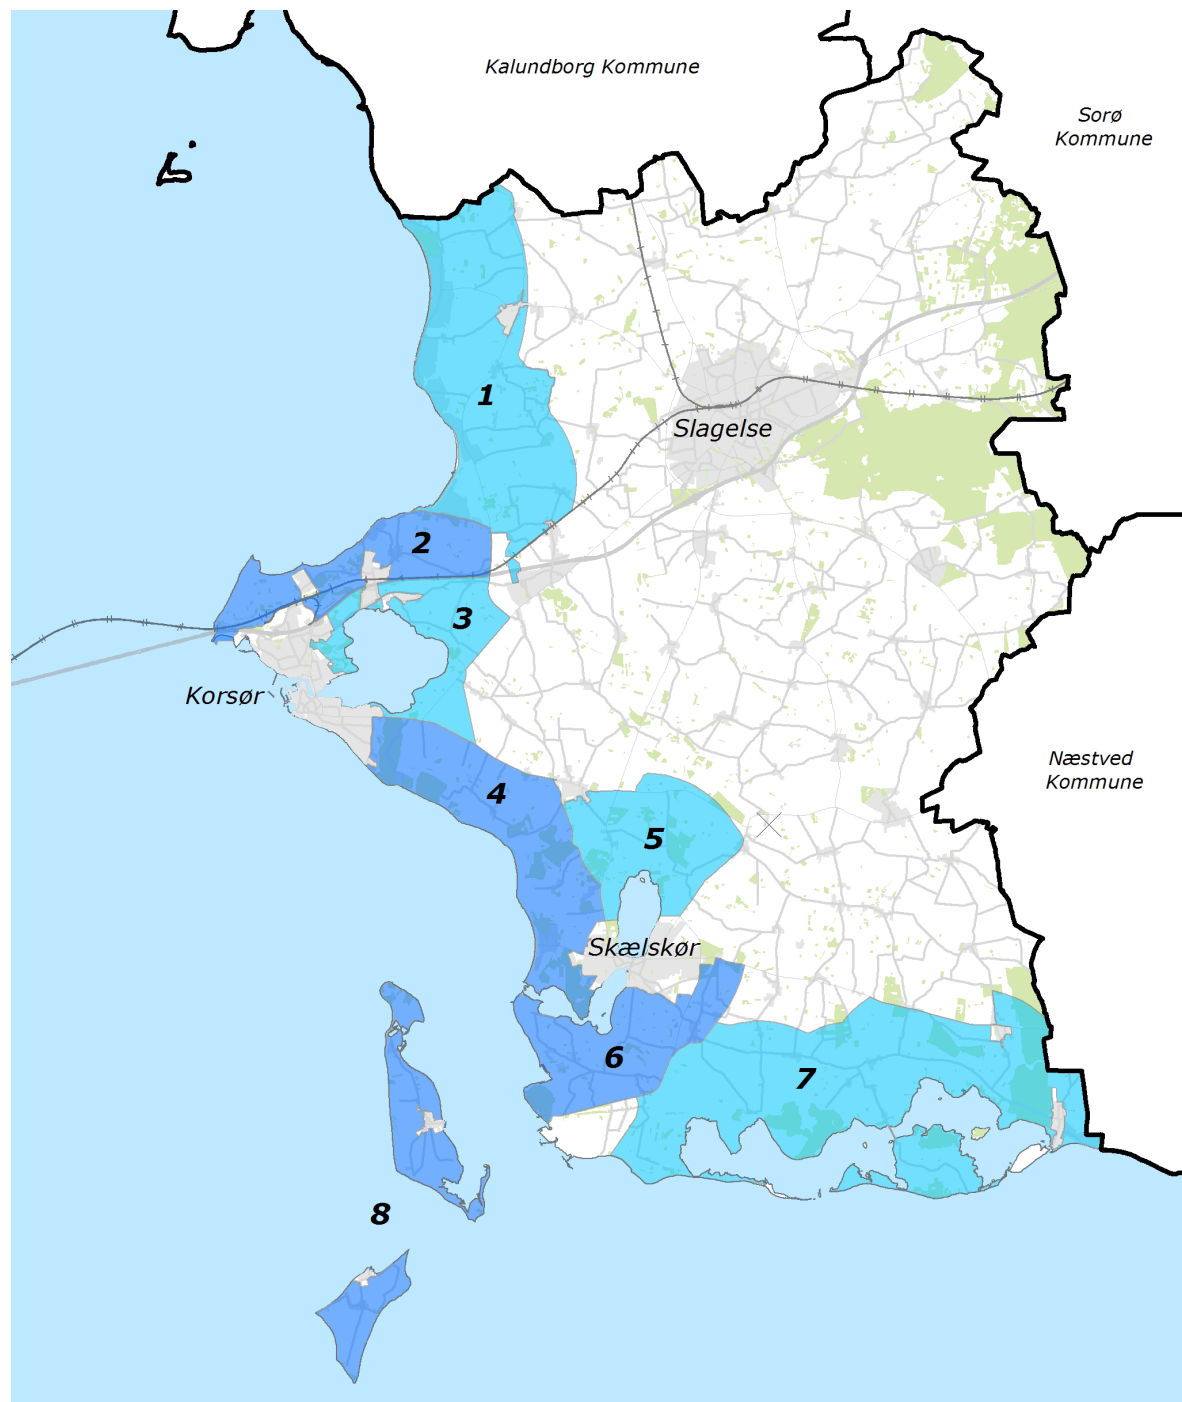 Kalundborg Kommune
Sorø
Kommune
1
Slagelse
2
3
Korsør
Næstved
Kommune
4
5
Skælskør
6
7
8